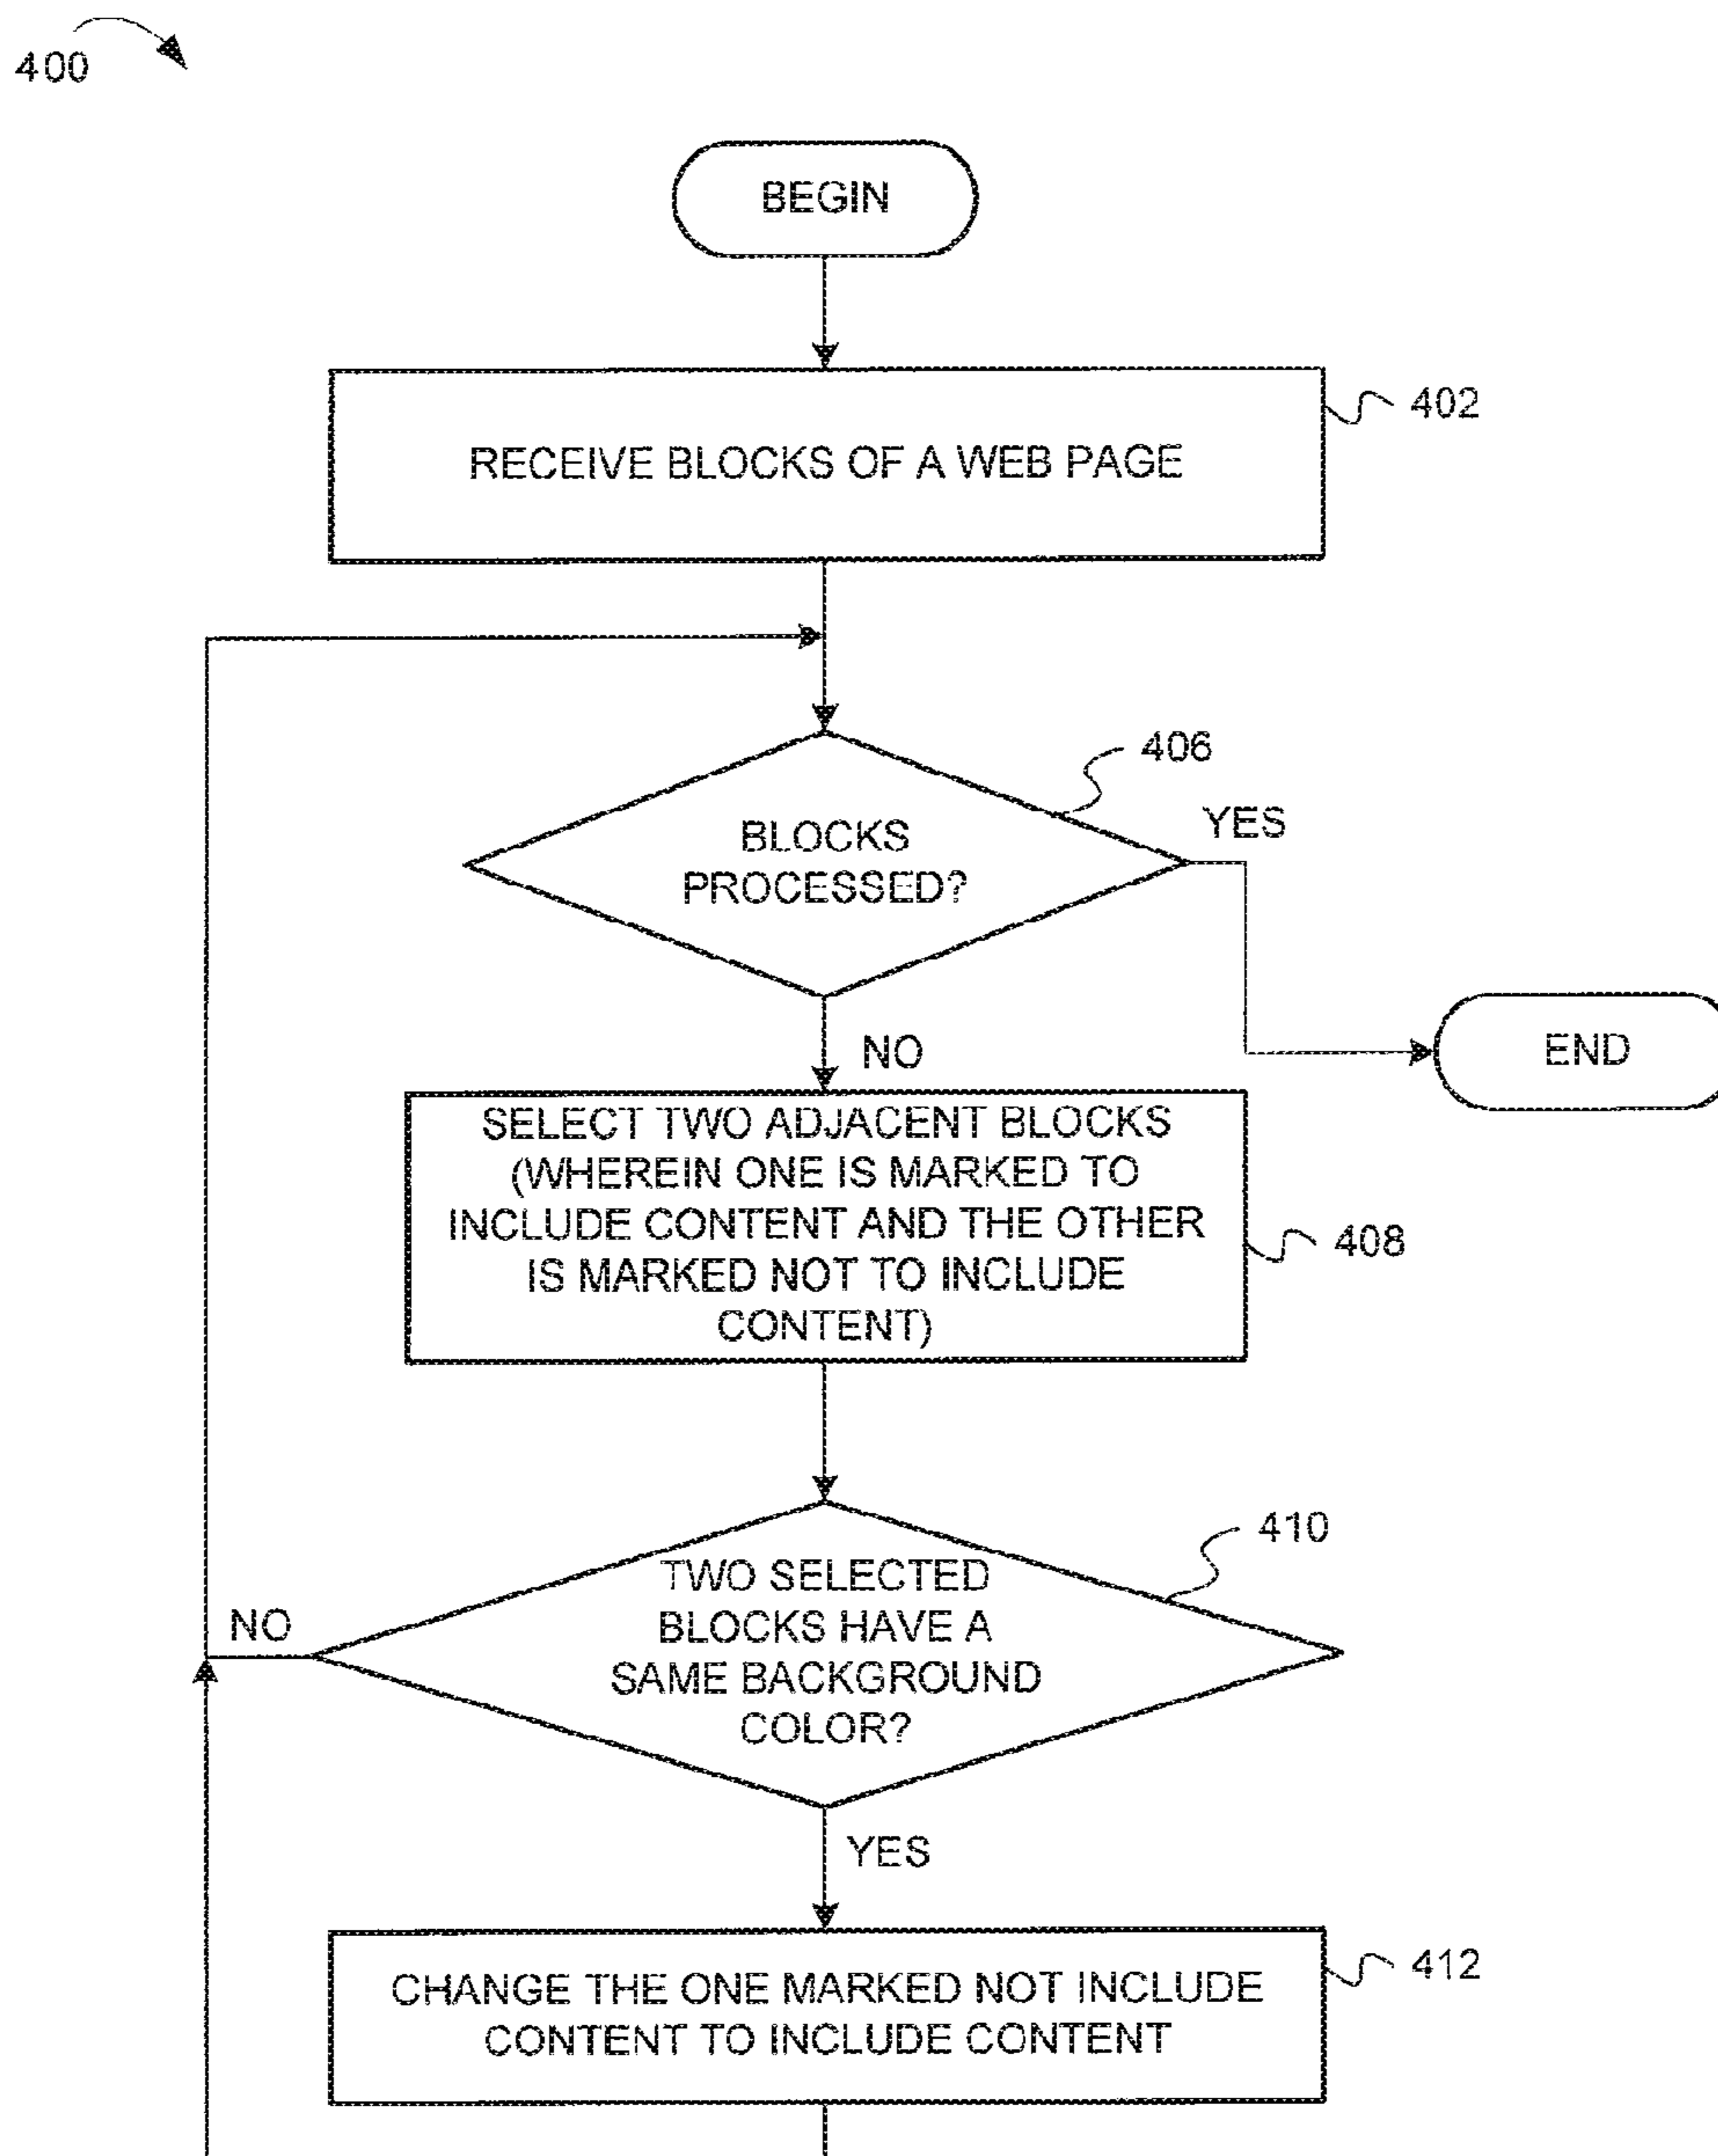 400
BEGIN
402
RECEIVE BLOCKS OF A WEB PAGE
406
YES
BLOCKS
PROCESSED?
NO
END
SELECT TWO ADJACENT BLOCKS
(WHEREIN ONE IS MARKED TO
INCLUDE CONTENT AND THE OTHER
IS MARKED NOT TO INCLUDE
CONTENT)
408
410
TWO SELECTED
BLOCKS HAVE A
SAME BACKGROUND
COLOR?
NO
YES
412
CHANGE THE ONE MARKED NOT INCLUDE
CONTENT TO INCLUDE CONTENT